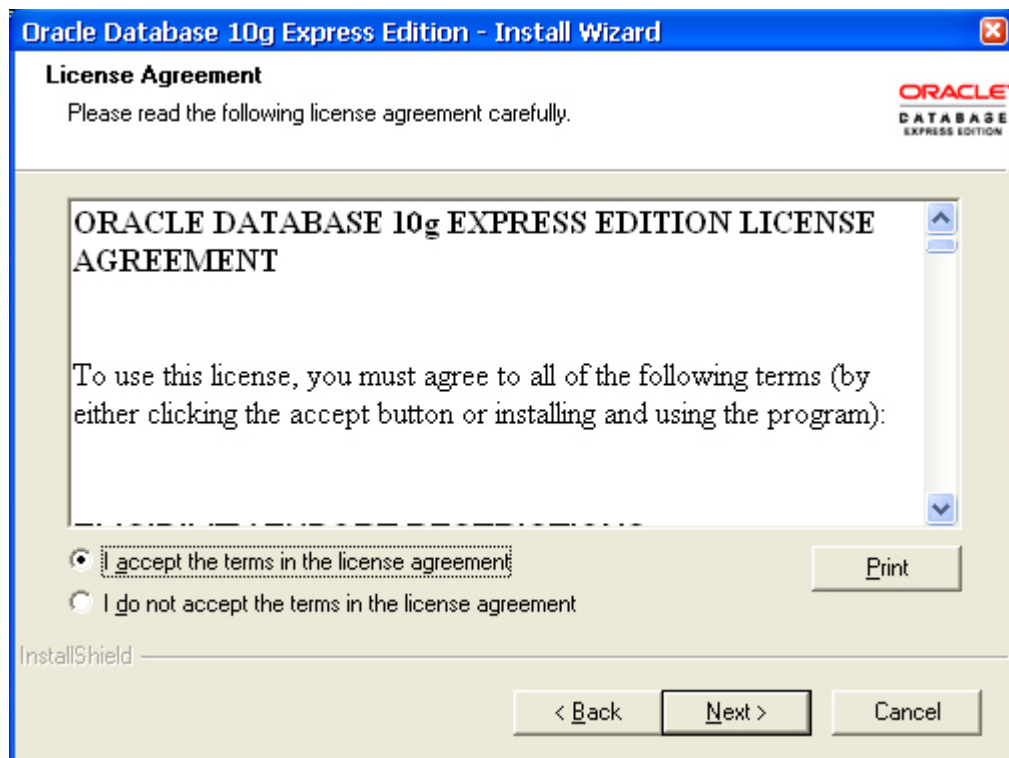 Oracle Database 10g Express Edition - Install Wizard
License Agreement
Please read the following license agreement carefully.
ORACLE
DATABASE
EXPRESS EDITION
ORACLE DATABASE 10g EXPRESS EDITION LICENSE
AGREEMENT
To use this license, you must agree to all of the following terms (by
either clicking the accept button or installing and using the program):
I accept the terms in the license agreement
Print
I do not accept the terms in the license agreement
InstallShield
< Back
Next >
Cancel